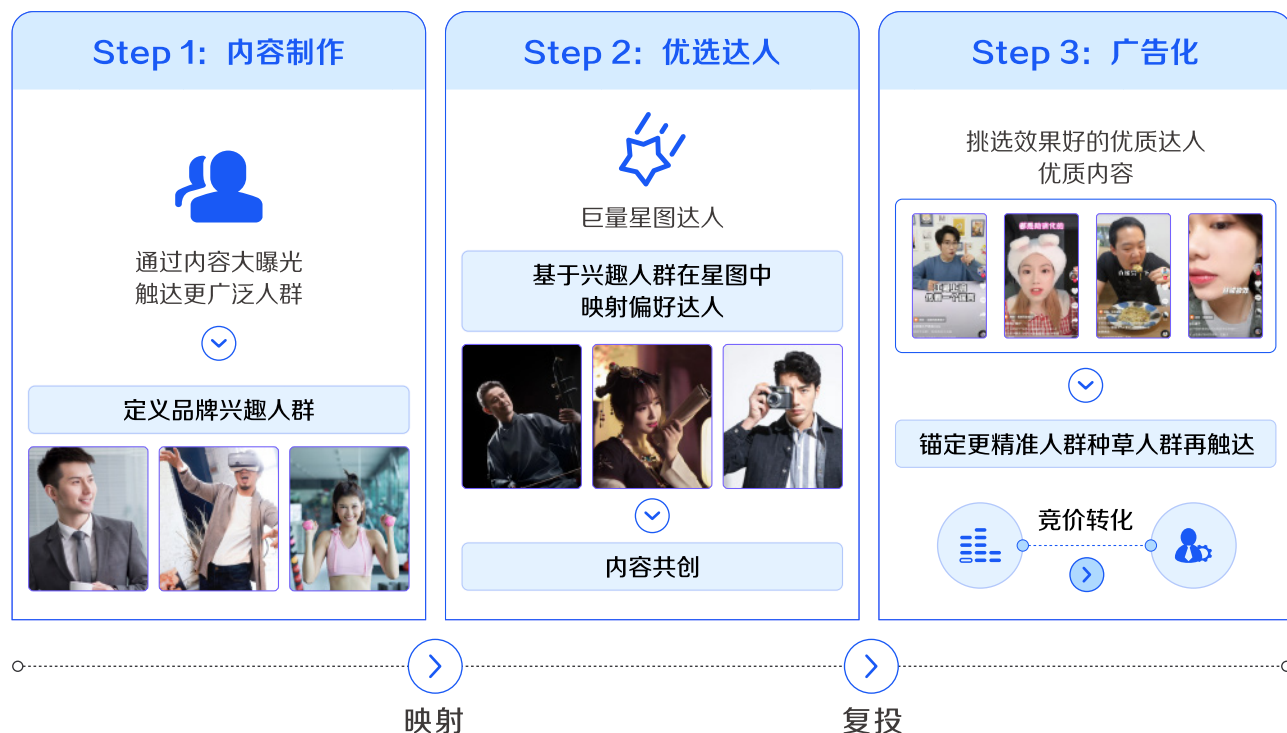 Step 1：内容制作
通过内容大曝光
触达更广泛人群
定义品牌兴趣人群
Step 2：优选达人
巨量星图达人
基于兴趣人群在星图中
映射偏好达人
内容共创
Step 3：广告化
挑选效果好的优质达人
优质内容
锚定更精准人群种草人群再触达
竞价转化
映射
复投